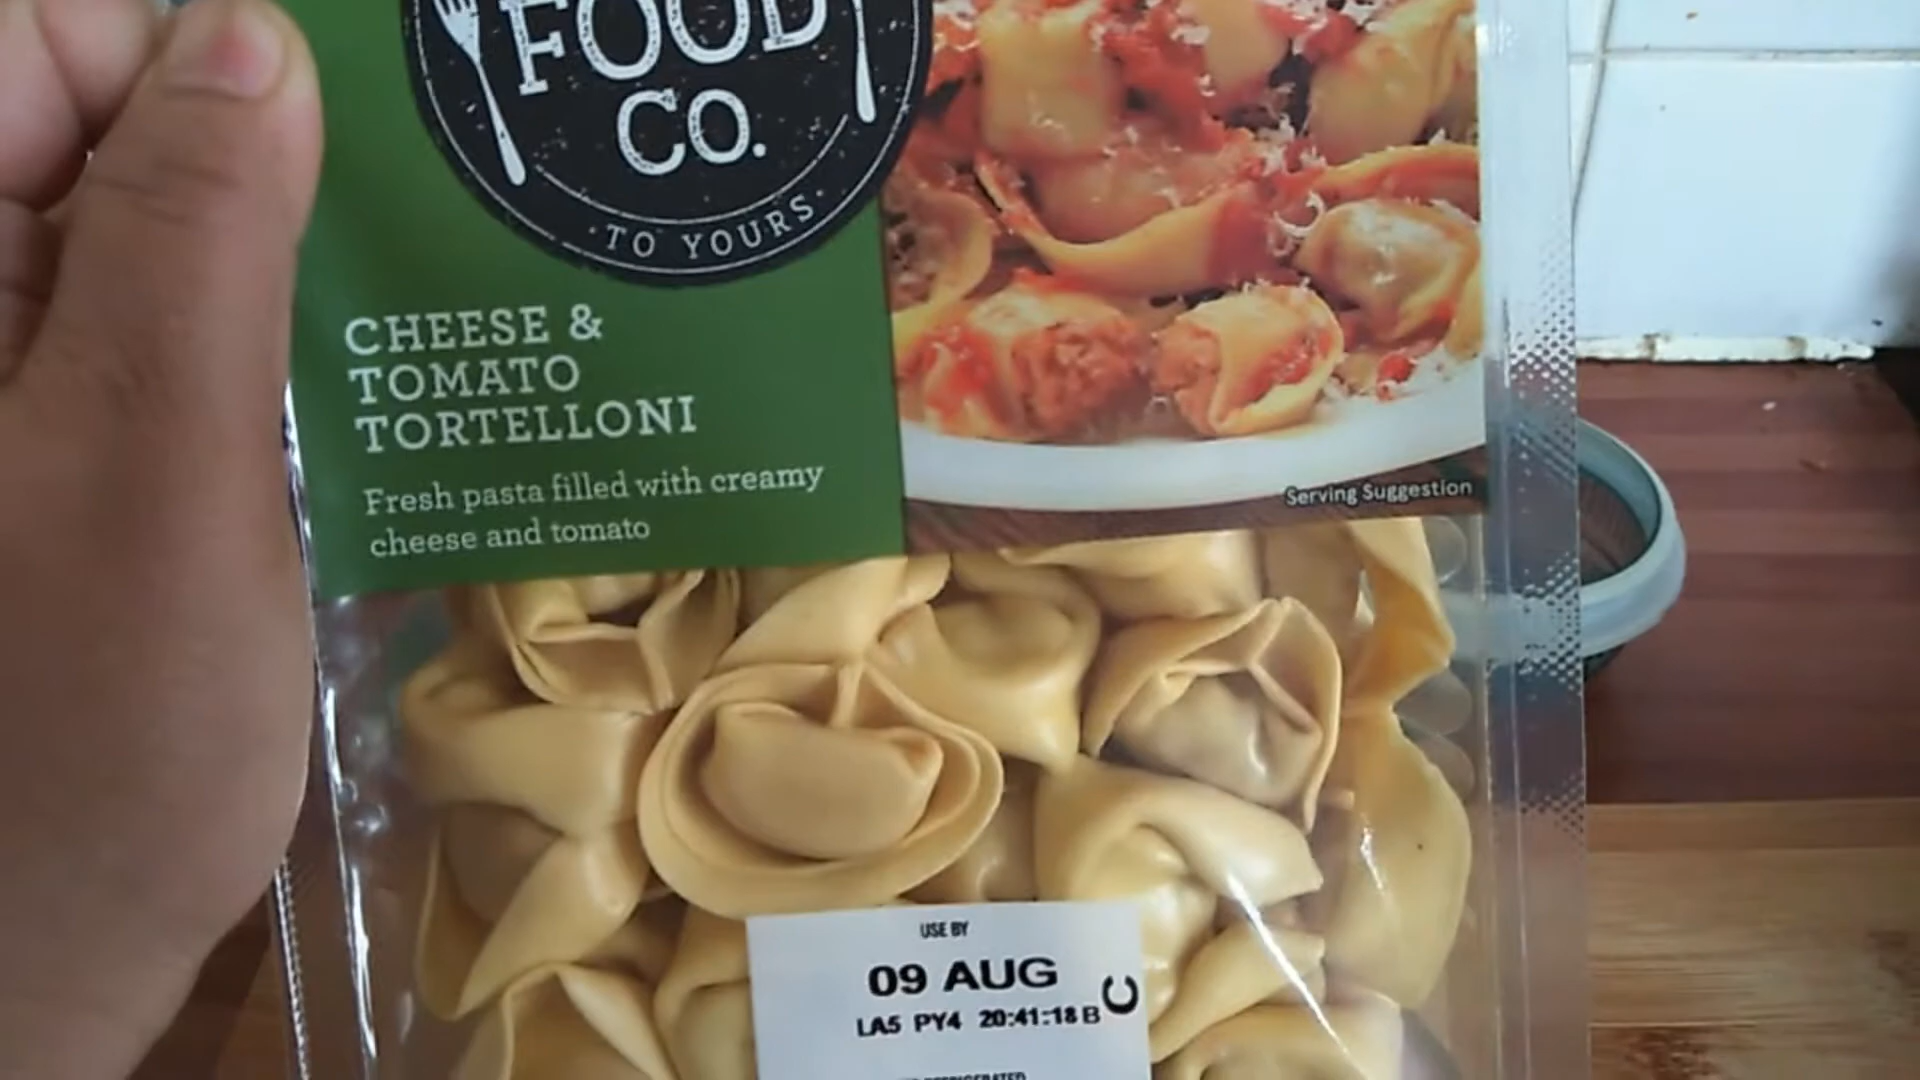 FOOD
CO.
· TO YOURS ·
CHEESE &
TOMATO
TORTELLONI
Fresh pasta filled with creamy
cheese and tomato
Serving Suggestion
USE BY
09 AUG
C
LA5 PY4 20:41:18 B
REFRIGERATED